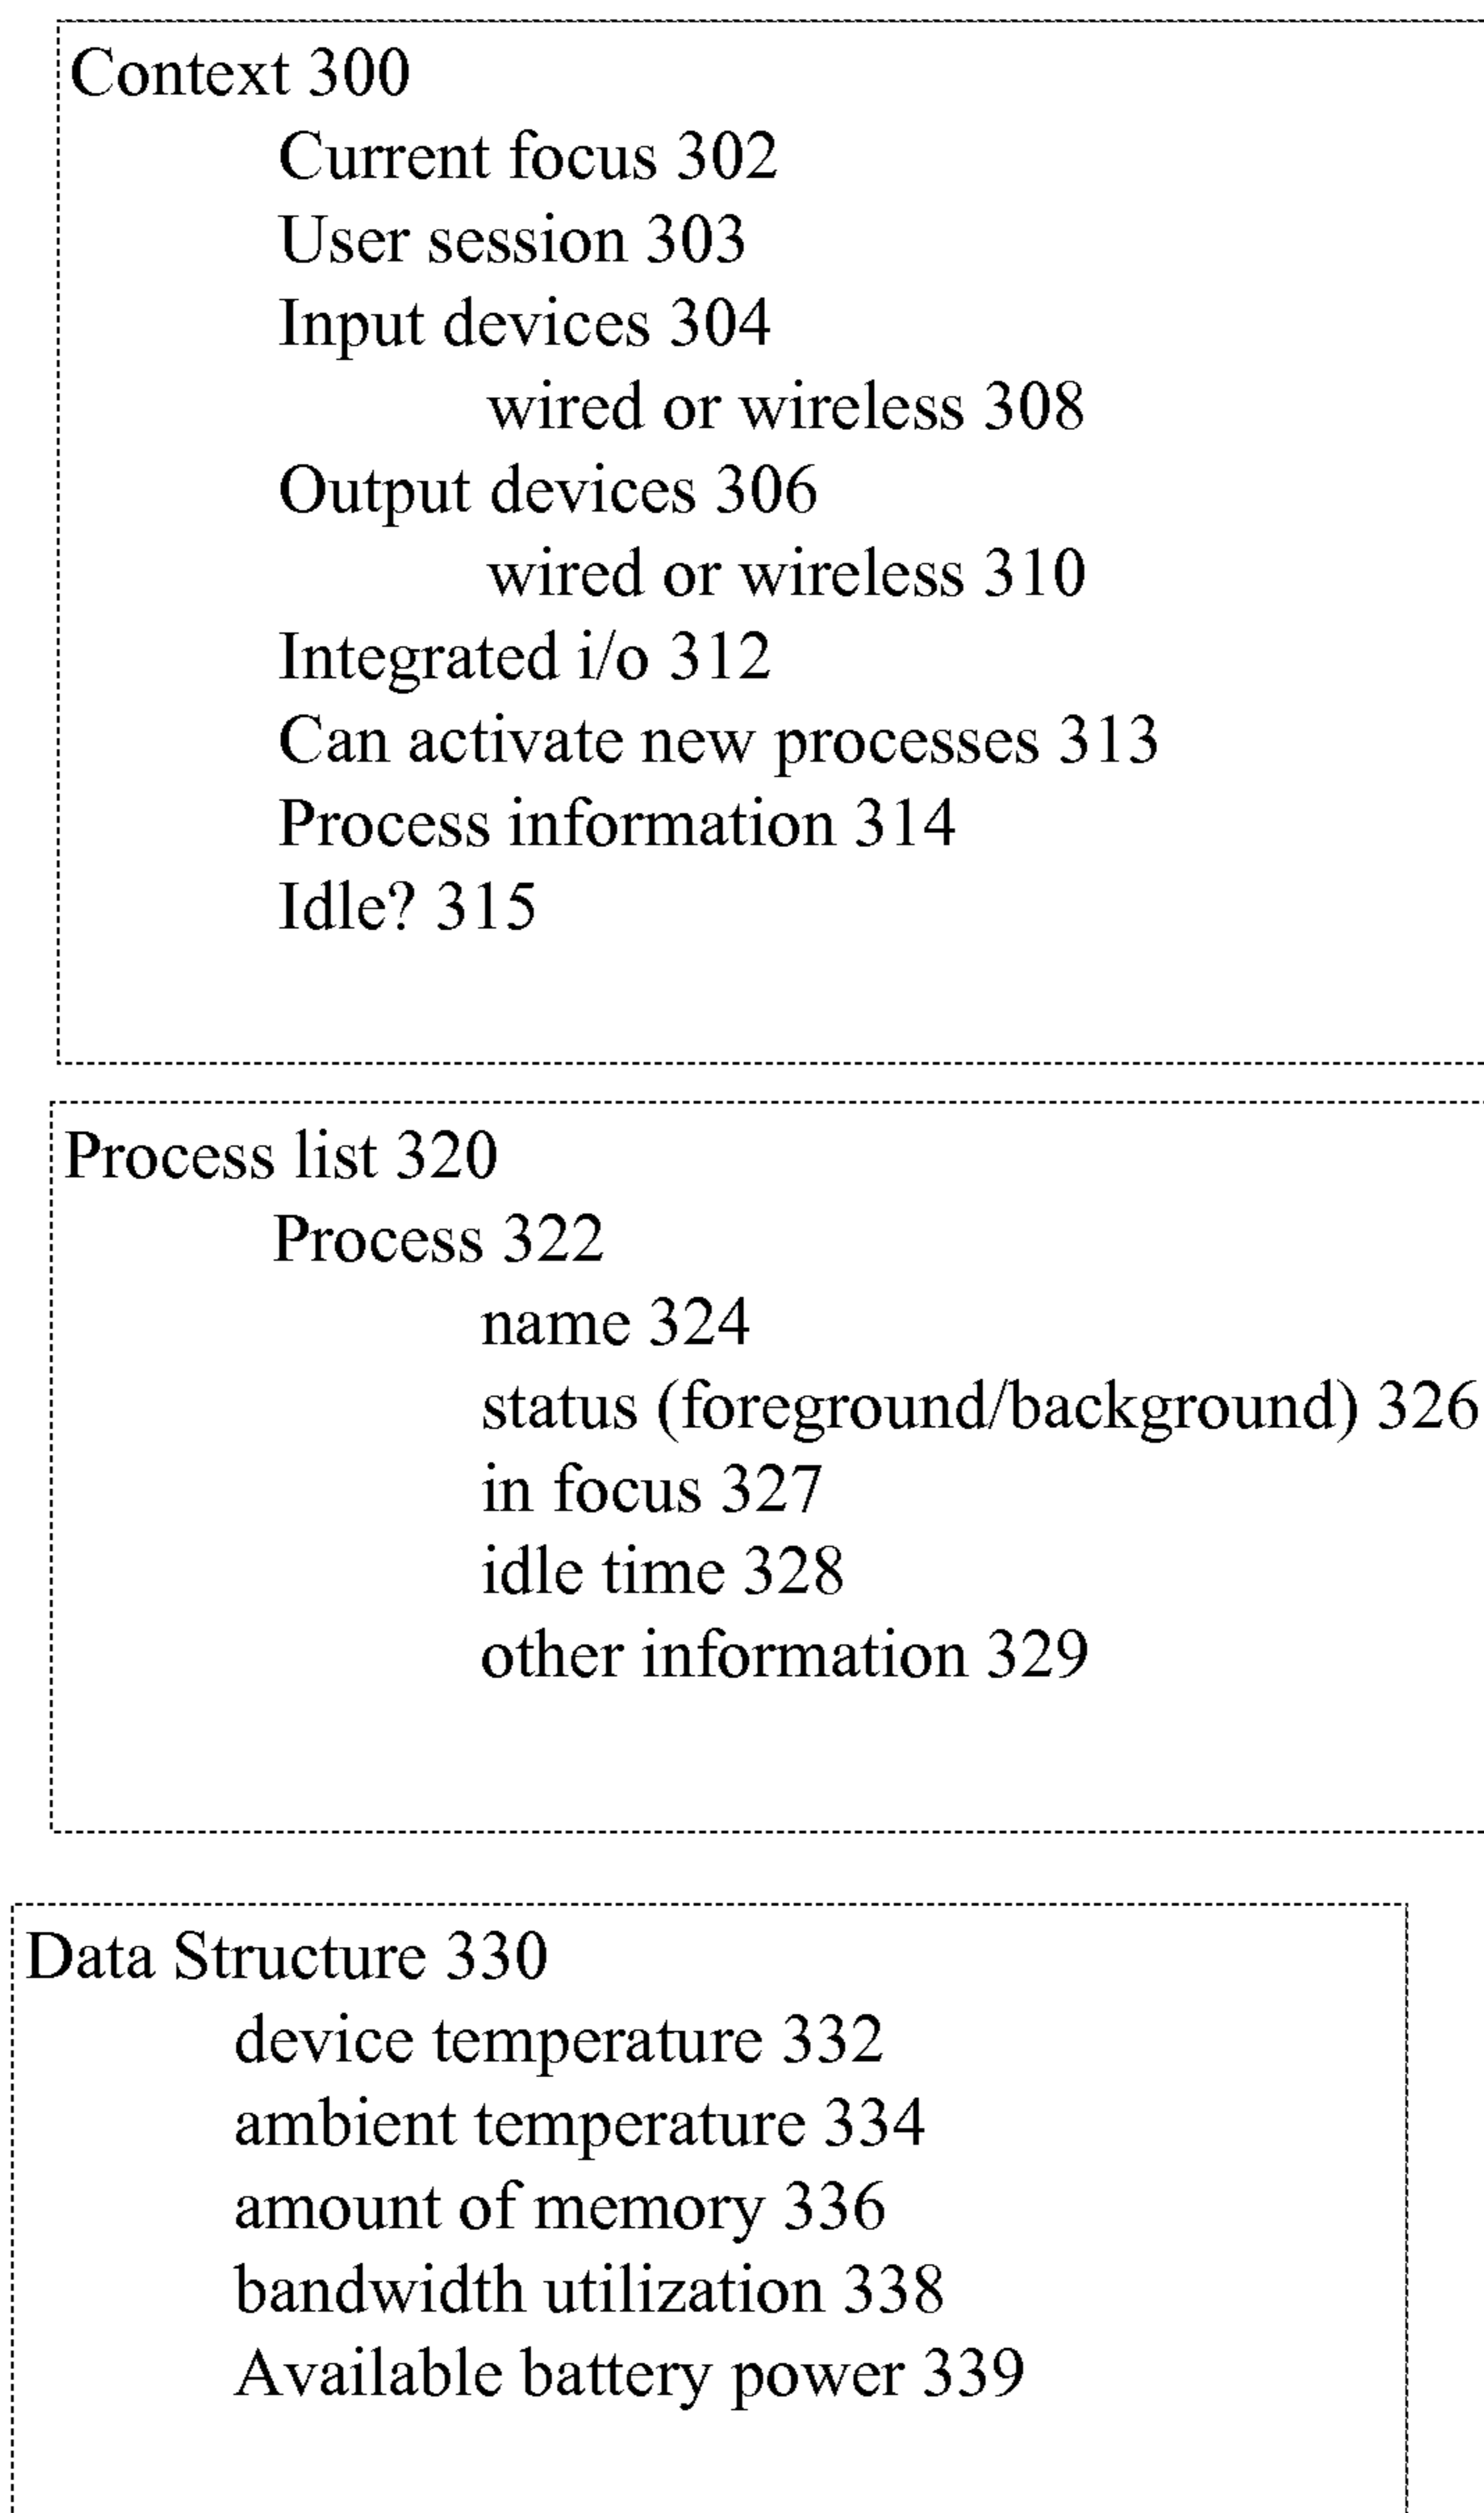 Context 300
Current focus 302
User session 303
Input devices 304
wired or wireless 308
Output devices 306
wired or wireless 310
Integrated i/o 312
Can activate new processes 313
Process information 314
Idle? 315
Process list 320
Process 322
name 324
status (foreground/background) 326
in focus 327
idle time 328
other information 329
Data Structure 330
device temperature 332
ambient temperature 334
amount of memory 336
bandwidth utilization 338
Available battery power 339